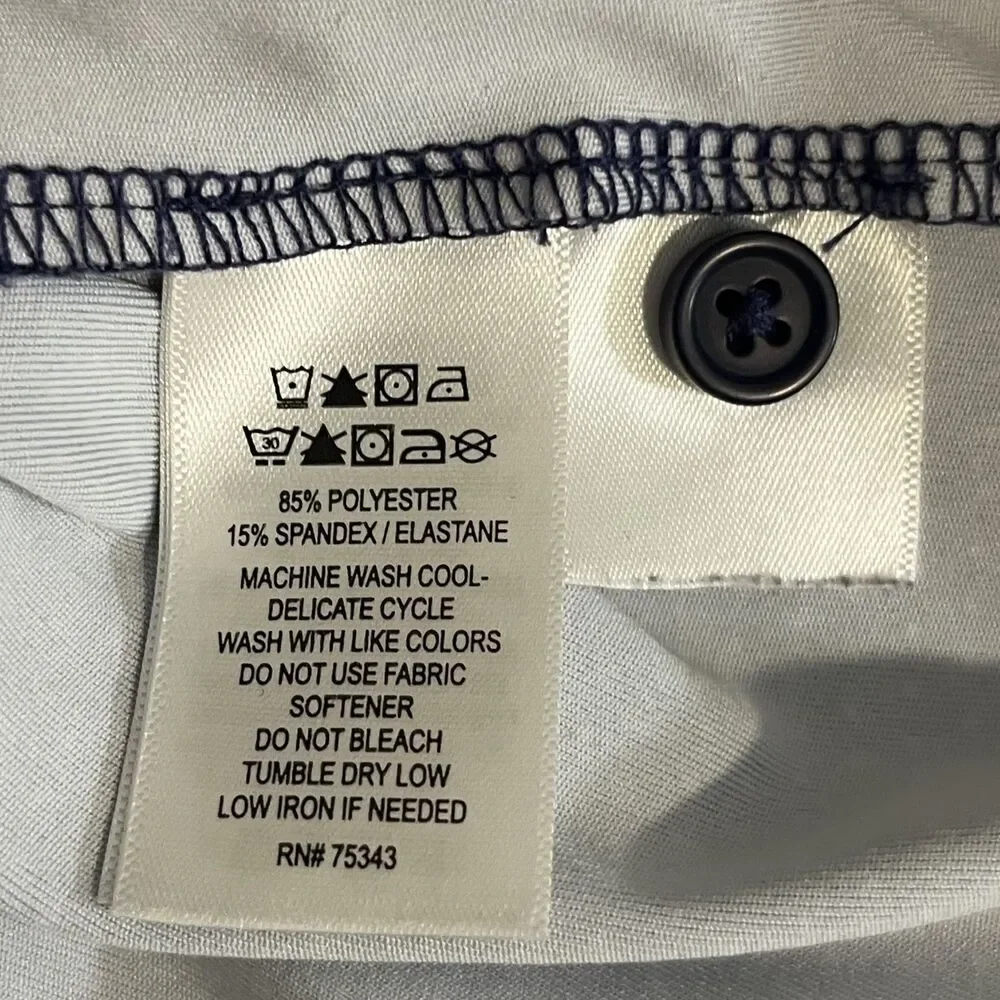 30
85% POLYESTER
15% SPANDEX / ELASTANE
MACHINE WASH COOL-
DELICATE CYCLE
WASH WITH LIKE COLORS
DO NOT USE FABRIC
SOFTENER
DO NOT BLEACH
TUMBLE DRY LOW
LOW IRON IF NEEDED
RN# 75343